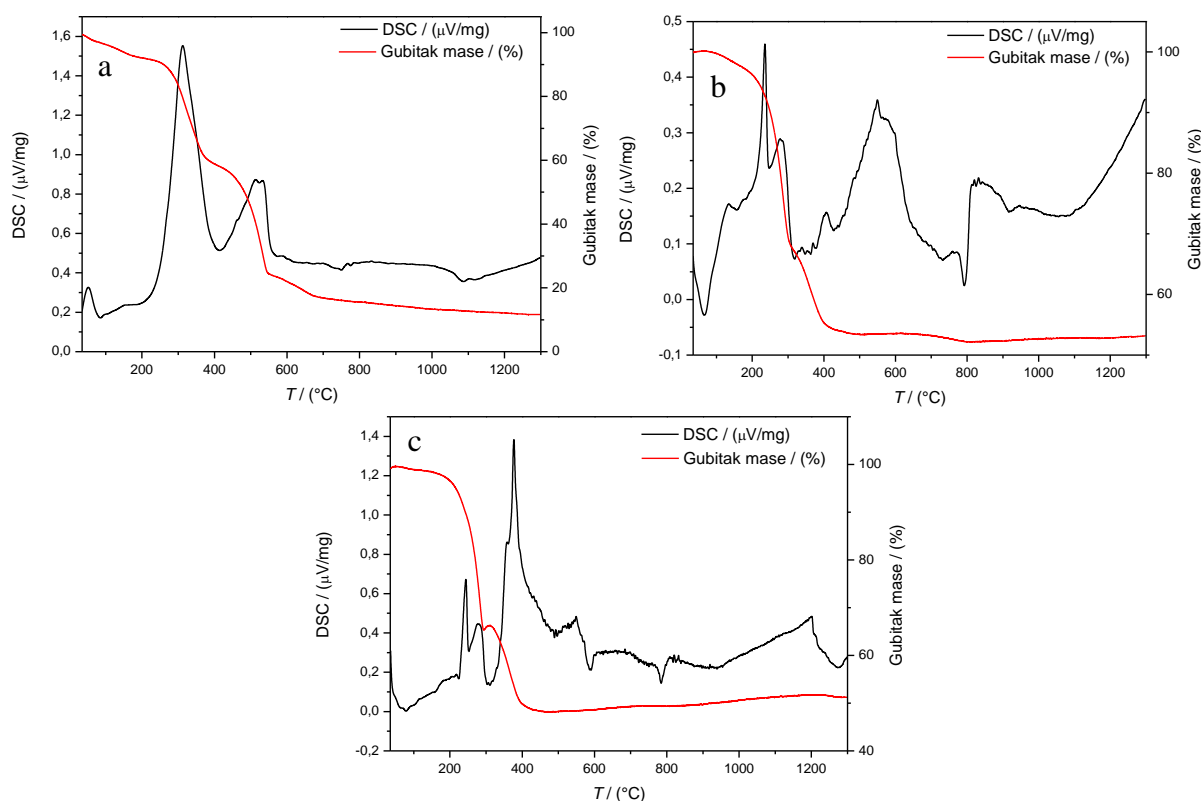 a
DSC / (μV/mg)
Gubitak mase / (%)
1,6
1,4
1,2
1,0
0,8
0,6
0,4
0,2
0,0
DSC / (μV/mg)
100
80
60
40
20
0
Gubitak mase / (%)
200 400 600 800 1000 1200
T / (°C)
b
DSC / (μV/mg)
Gubitak mase / (%)
0,5
0,4
0,3
0,2
0,1
0,0
-0,1
DSC / (μV/mg)
100
80
60
Gubitak mase / (%)
200 400 600 800 1000 1200
T / (°C)
c
DSC / (μV/mg)
Gubitak mase / (%)
1,4
1,2
1,0
0,8
0,6
0,4
0,2
0,0
-0,2
DSC / (μV/mg)
100
80
60
40
Gubitak mase / (%)
200 400 600 800 1000 1200
T / (°C)